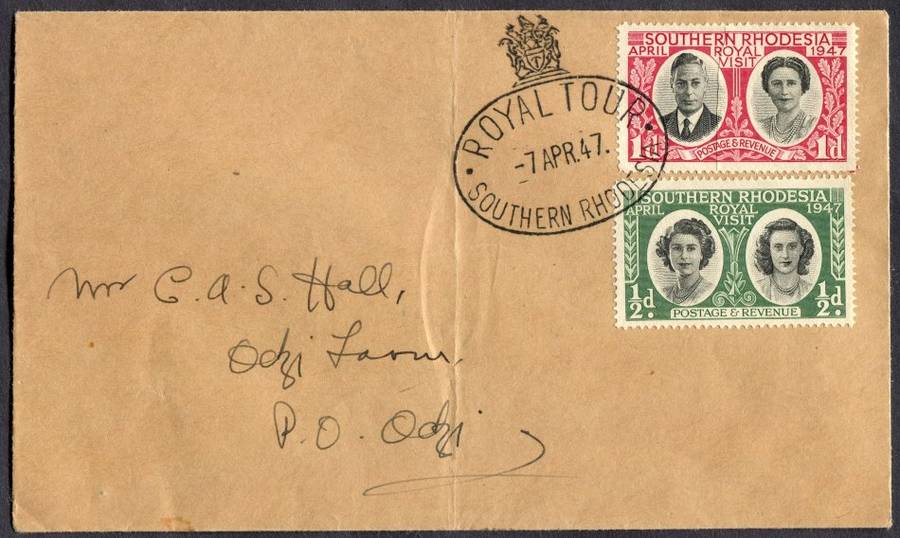 ROYAL TOUR
-7 APR.47.
SOUTHERN RHODESIA
SOUTHERN RHODESIA
APRIL ROYAL VISIT 1947
1d 1d
POSTAGE & REVENUE
SOUTHERN RHODESIA
APRIL ROYAL VISIT 1947
½d. ½d.
POSTAGE & REVENUE
Mr C.A.S. Hall,
Odzi Farm,
P.O. Odzi